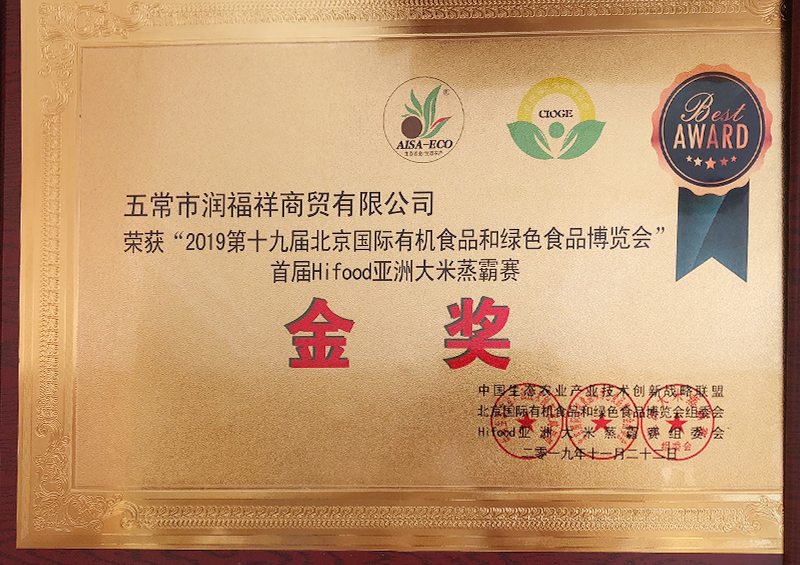 AISA-ECO
CIOGE
Best
AWARD
五常市润福祥商贸有限公司
荣获“2019第十九届北京国际有机食品和绿色食品博览会”
首届Hifood亚洲大米蒸霸赛
金奖
中国生态农业产业技术创新战略联盟
北京国际有机食品和绿色食品博览会组委会
Hifood亚洲大米蒸霸赛组委会
二零一九年十一月二十二日
组委会